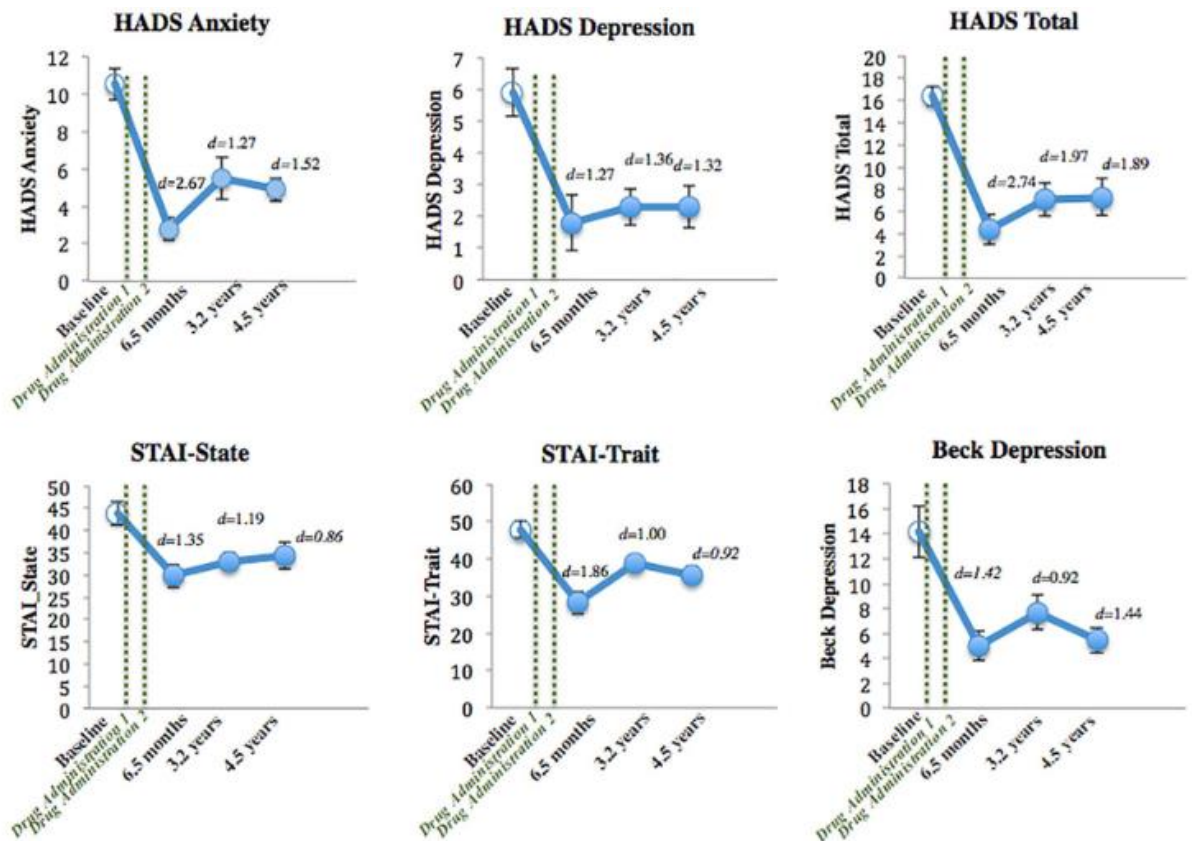 HADS Anxiety
HADS Anxiety
12
10
8
6
4
2
0
d=2.67
d=1.27
d=1.52
Baseline
Drug Administration 1
Drug Administration 2
6.5 months
3.2 years
4.5 years
HADS Depression
HADS Depression
7
6
5
4
3
2
1
0
d=1.27
d=1.36
d=1.32
Baseline
Drug Administration 1
Drug Administration 2
6.5 months
3.2 years
4.5 years
HADS Total
HADS Total
20
18
16
14
12
10
8
6
4
2
0
d=2.74
d=1.97
d=1.89
Baseline
Drug Administration 1
Drug Administration 2
6.5 months
3.2 years
4.5 years
STAI-State
STAI_State
50
45
40
35
30
25
20
15
10
5
0
d=1.35
d=1.19
d=0.86
Baseline
Drug Administration 1
Drug Administration 2
6.5 months
3.2 years
4.5 years
STAI-Trait
STAI-Trait
60
50
40
30
20
10
0
d=1.86
d=1.00
d=0.92
Baseline
Drug Administration 1
Drug Administration 2
6.5 months
3.2 years
4.5 years
Beck Depression
Beck Depression
18
16
14
12
10
8
6
4
2
0
d=1.42
d=0.92
d=1.44
Baseline
Drug Administration 1
Drug Administration 2
6.5 months
3.2 years
4.5 years